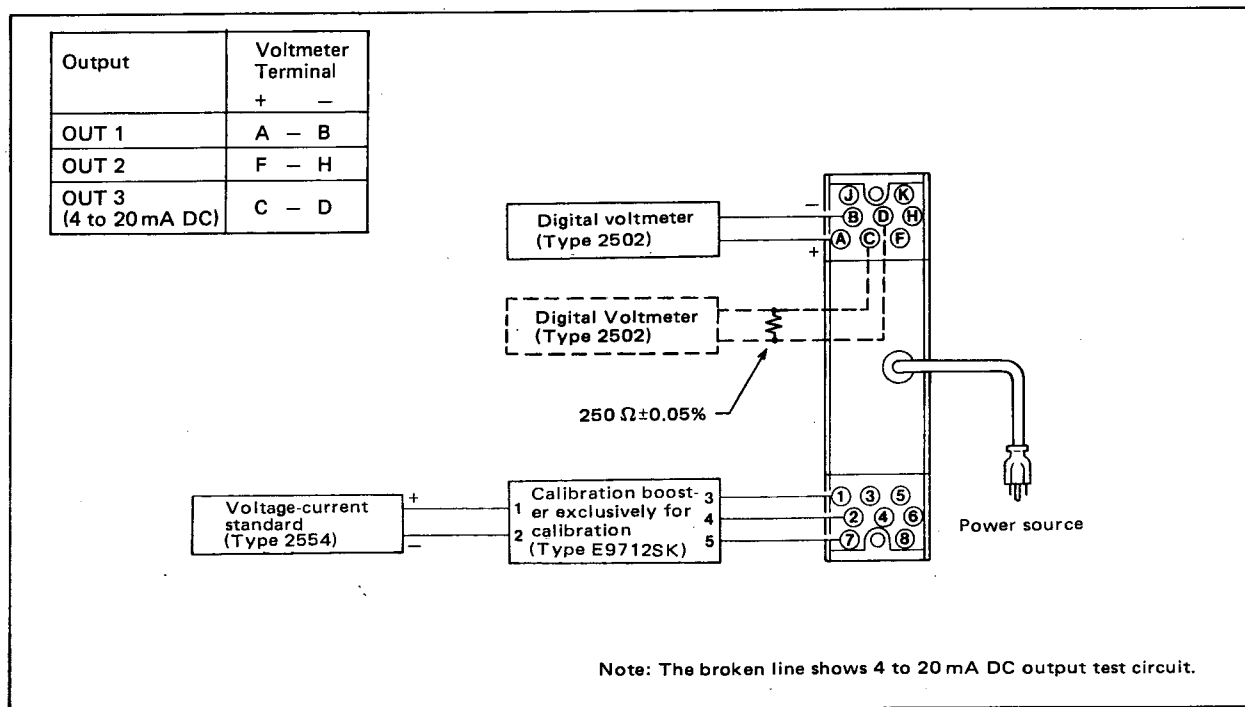 Output
Voltmeter
Terminal
+ −
OUT 1
A − B
OUT 2
F − H
OUT 3
(4 to 20 mA DC)
C − D
J K
− B D H
A C F
+
Digital voltmeter
(Type 2502)
Digital Voltmeter
(Type 2502)
250 Ω±0.05%
Voltage-current
standard
(Type 2554)
+
−
1
2
Calibration boost-
er exclusively for
calibration
(Type E9712SK)
3
4
5
1 3 5
2 4 6
7 8
Power source
Note: The broken line shows 4 to 20 mA DC output test circuit.